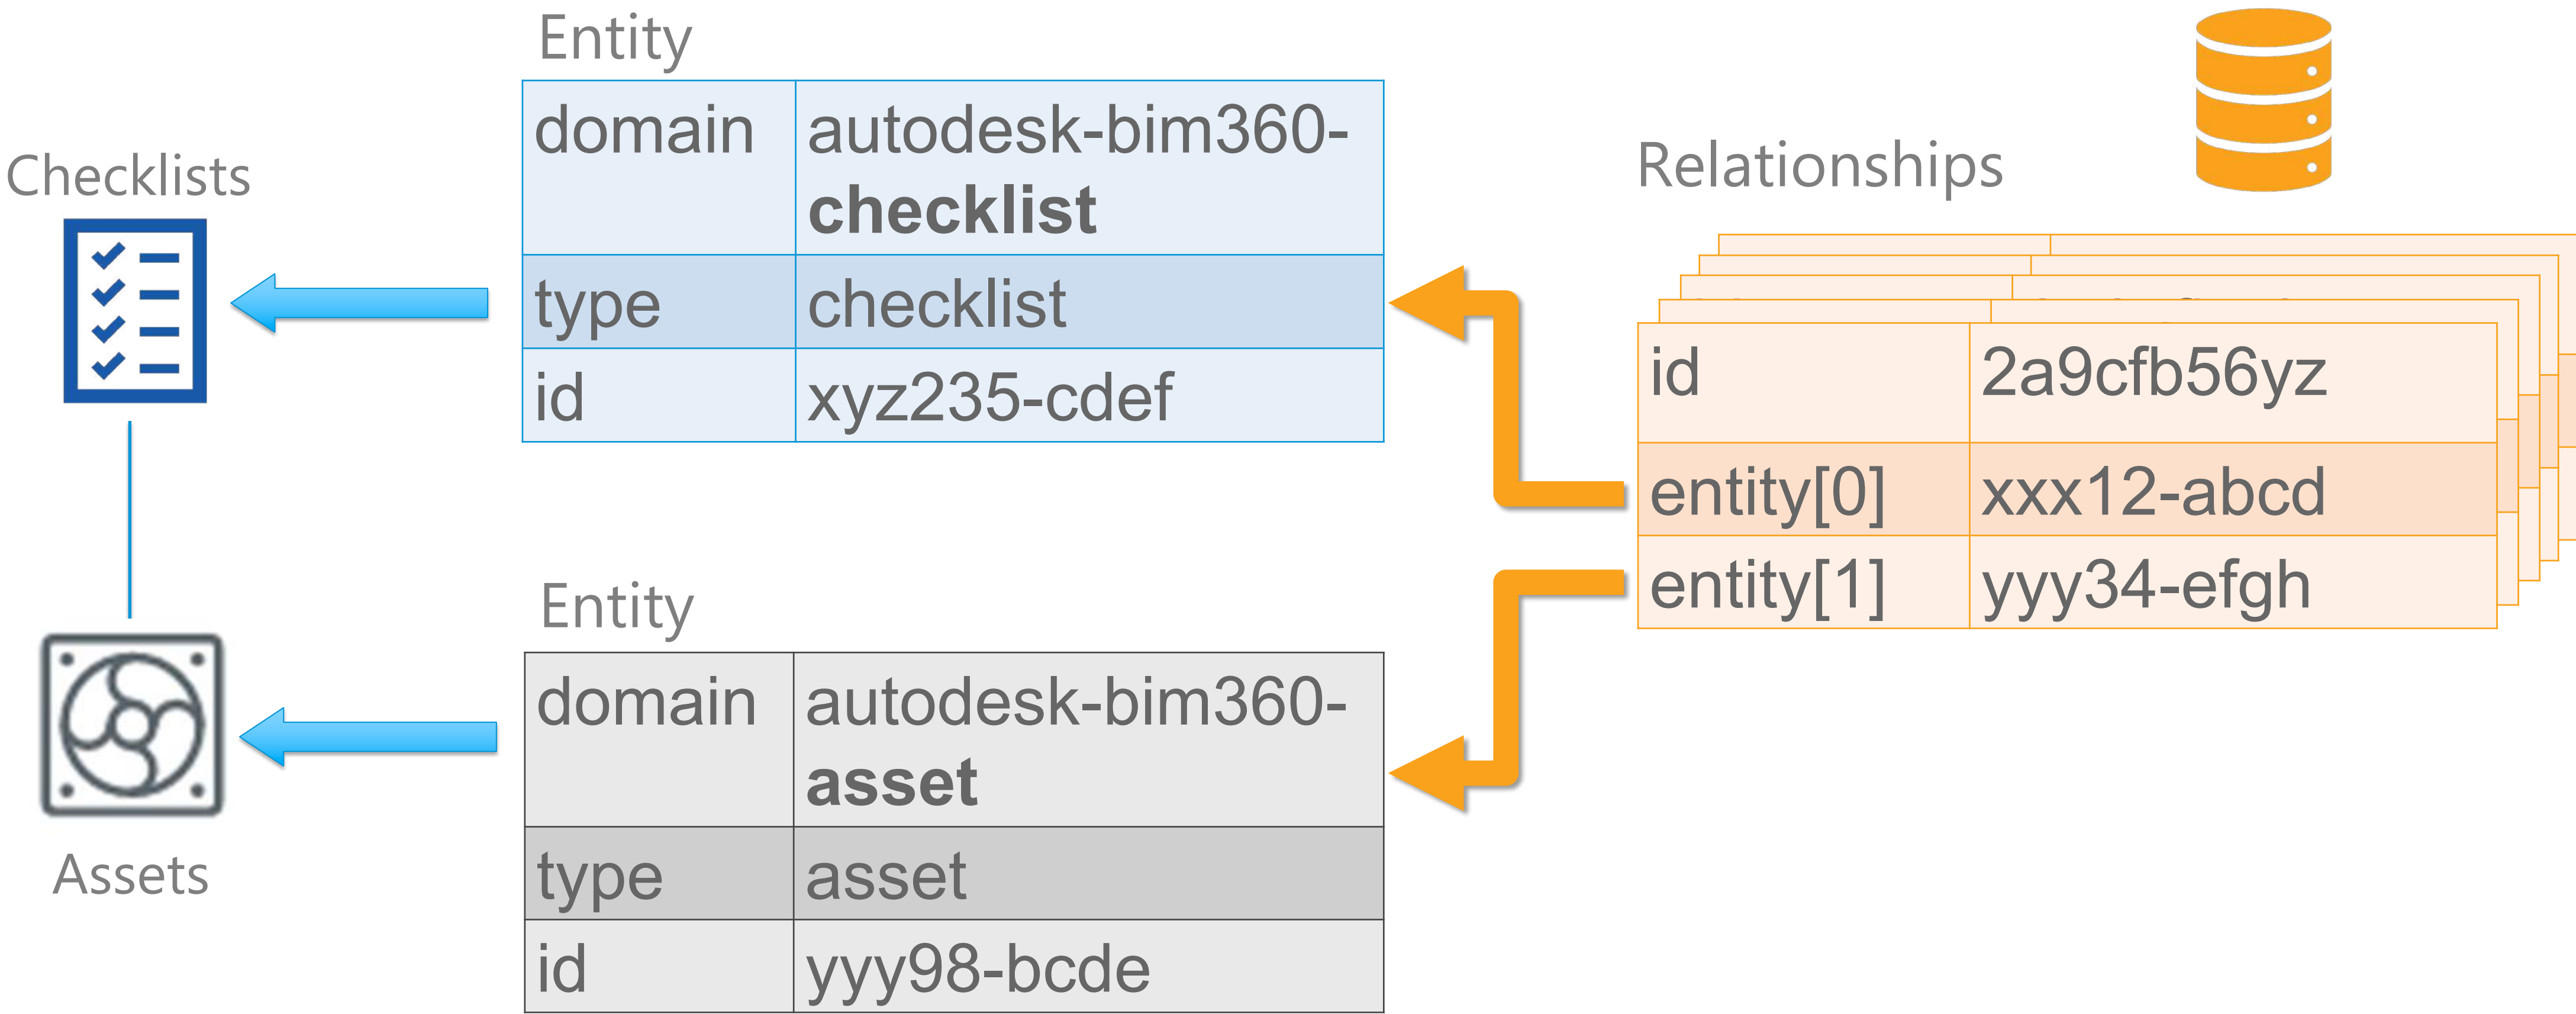 Checklists
Assets
Entity
domain autodesk-bim360-
checklist
type checklist
id xyz235-cdef
Entity
domain autodesk-bim360-
asset
type asset
id yyy98-bcde
Relationships
id 2a9cfb56yz
entity[0] xxx12-abcd
entity[1] yyy34-efgh